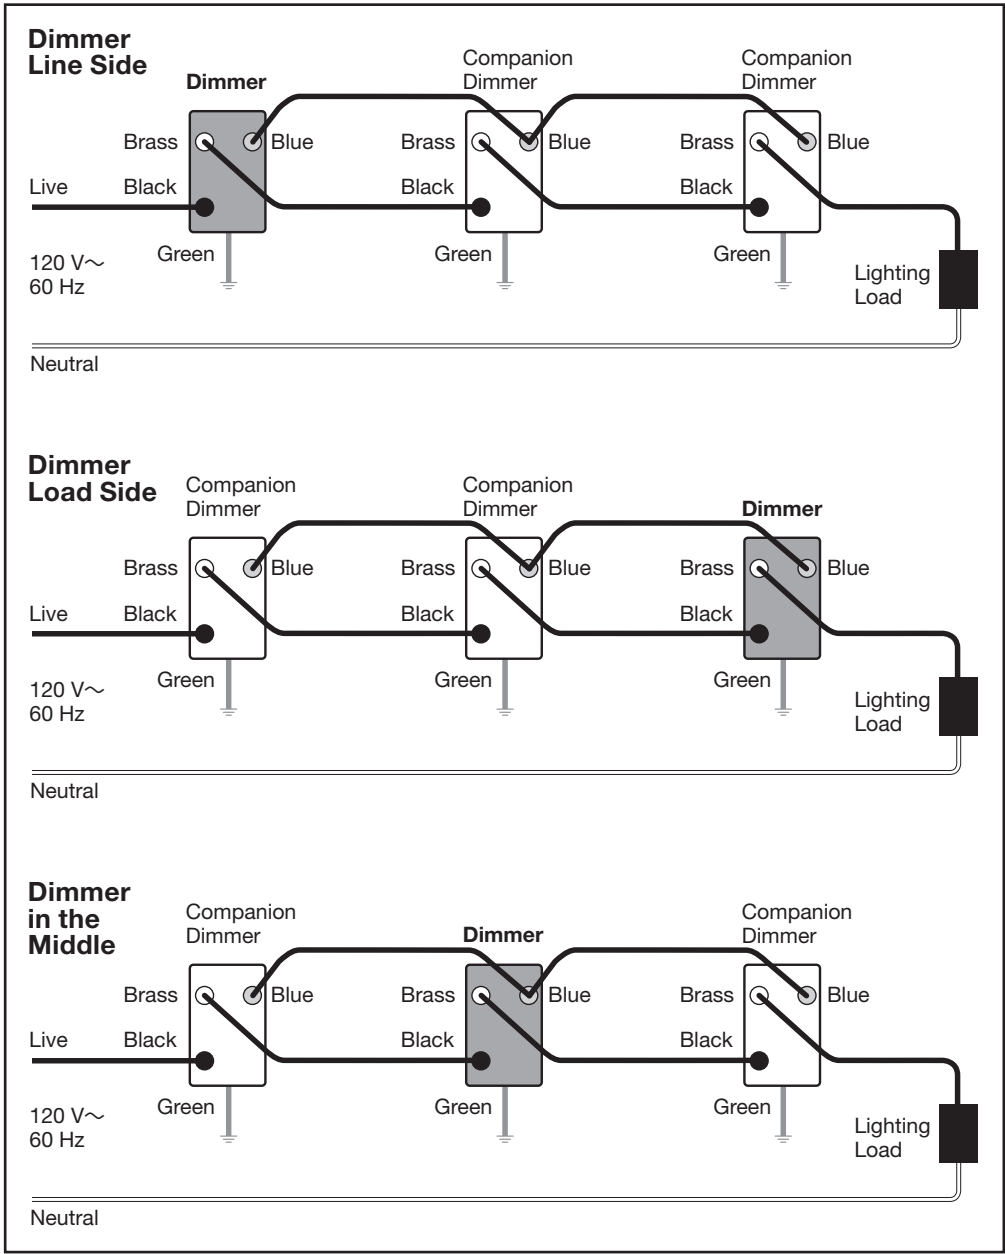 Dimmer
Line Side
Dimmer
Companion
Dimmer
Companion
Dimmer
Brass
Blue
Brass
Blue
Brass
Blue
Live
Black
Black
Black
Green
Green
Green
120 V~
60 Hz
Lighting
Load
Neutral
Dimmer
Load Side
Companion
Dimmer
Companion
Dimmer
Dimmer
Brass
Blue
Brass
Blue
Brass
Blue
Live
Black
Black
Black
Green
Green
Green
120 V~
60 Hz
Lighting
Load
Neutral
Dimmer
in the
Middle
Companion
Dimmer
Dimmer
Companion
Dimmer
Brass
Blue
Brass
Blue
Brass
Blue
Live
Black
Black
Black
Green
Green
Green
120 V~
60 Hz
Lighting
Load
Neutral